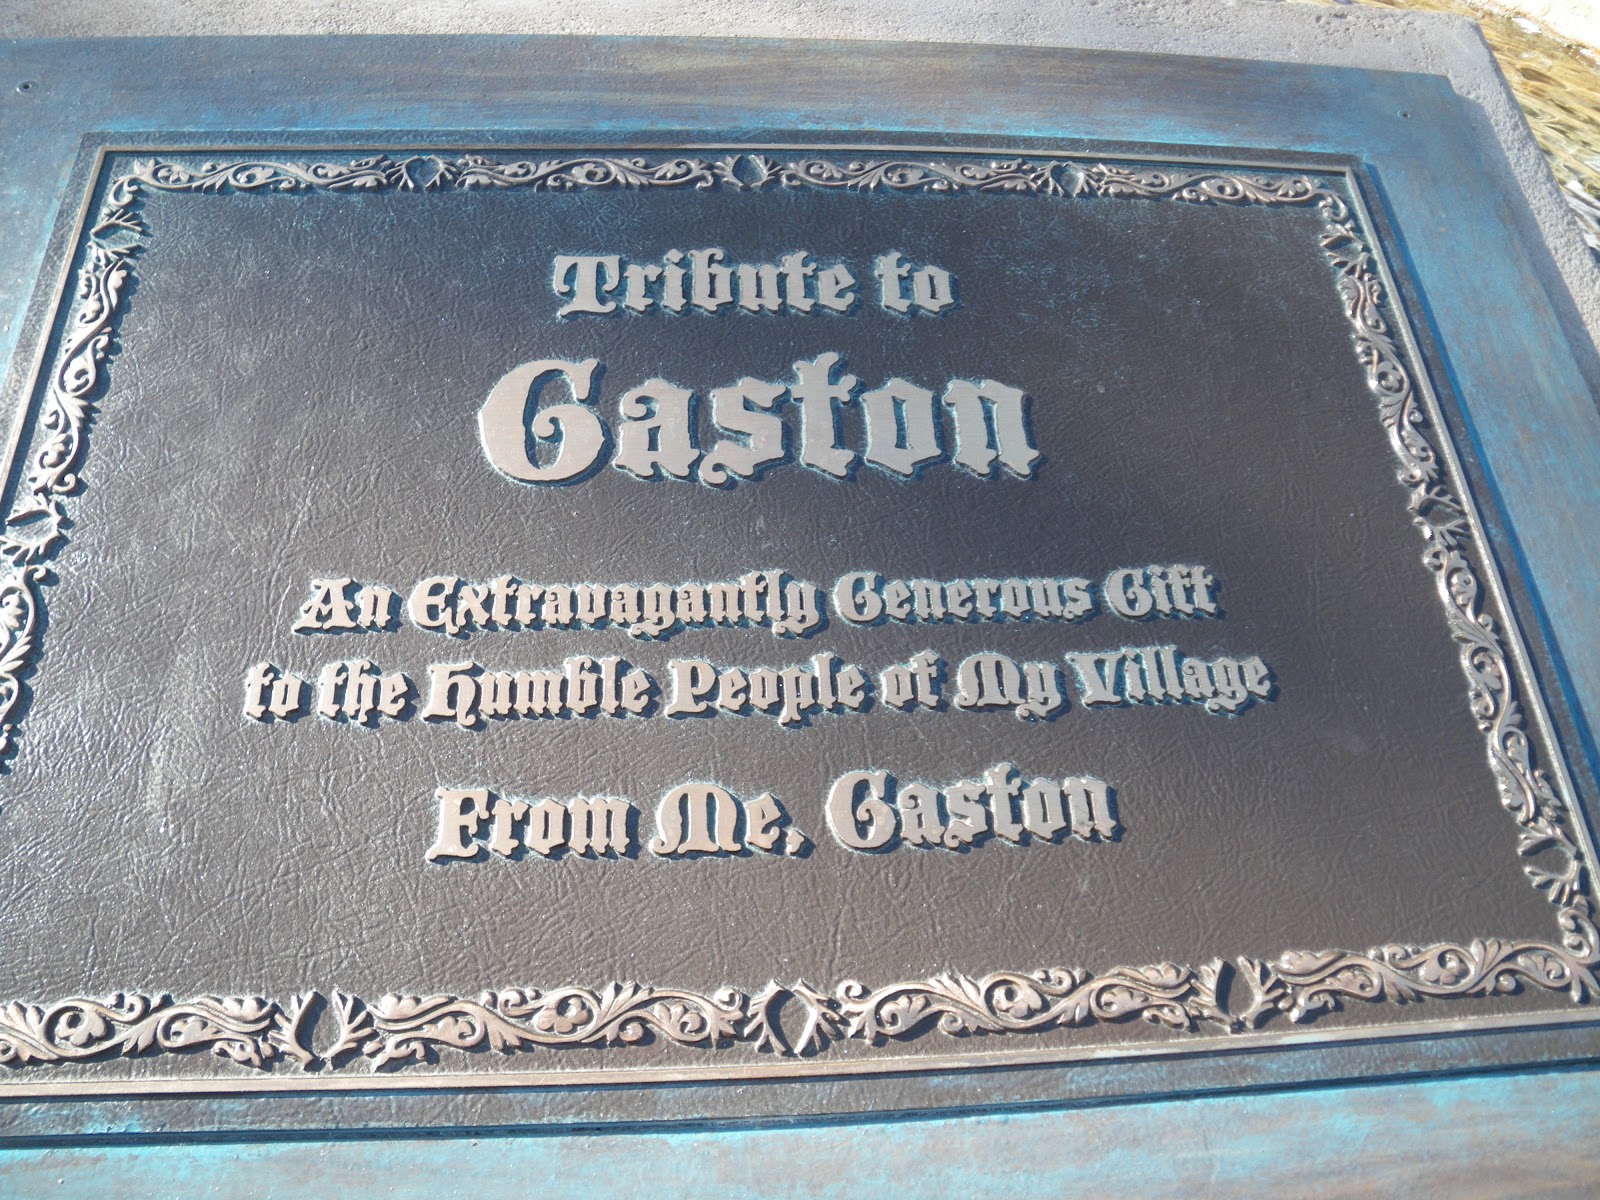 Tribute to
Gaston
An Extravagantly Generous Gift
to the Humble People of My Village
From Me, Gaston